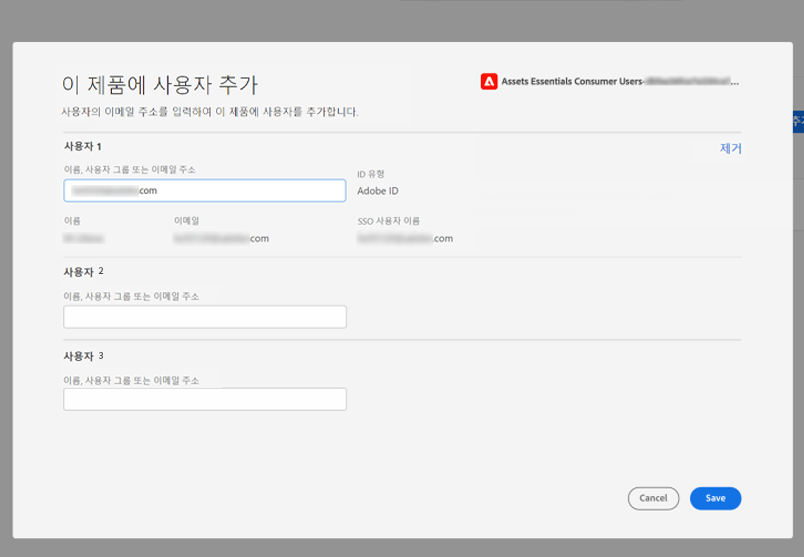 이 제품에 사용자 추가
Assets Essentials Consumer Users-
사용자의 이메일 주소를 입력하여 이 제품에 사용자를 추가합니다.
사용자 1
제거
이름, 사용자 그룹 또는 이메일 주소
ID 유형
com
Adobe ID
이름
이메일
SSO 사용자 이름
com
.com
사용자 2
이름, 사용자 그룹 또는 이메일 주소
사용자 3
이름, 사용자 그룹 또는 이메일 주소
Cancel
Save